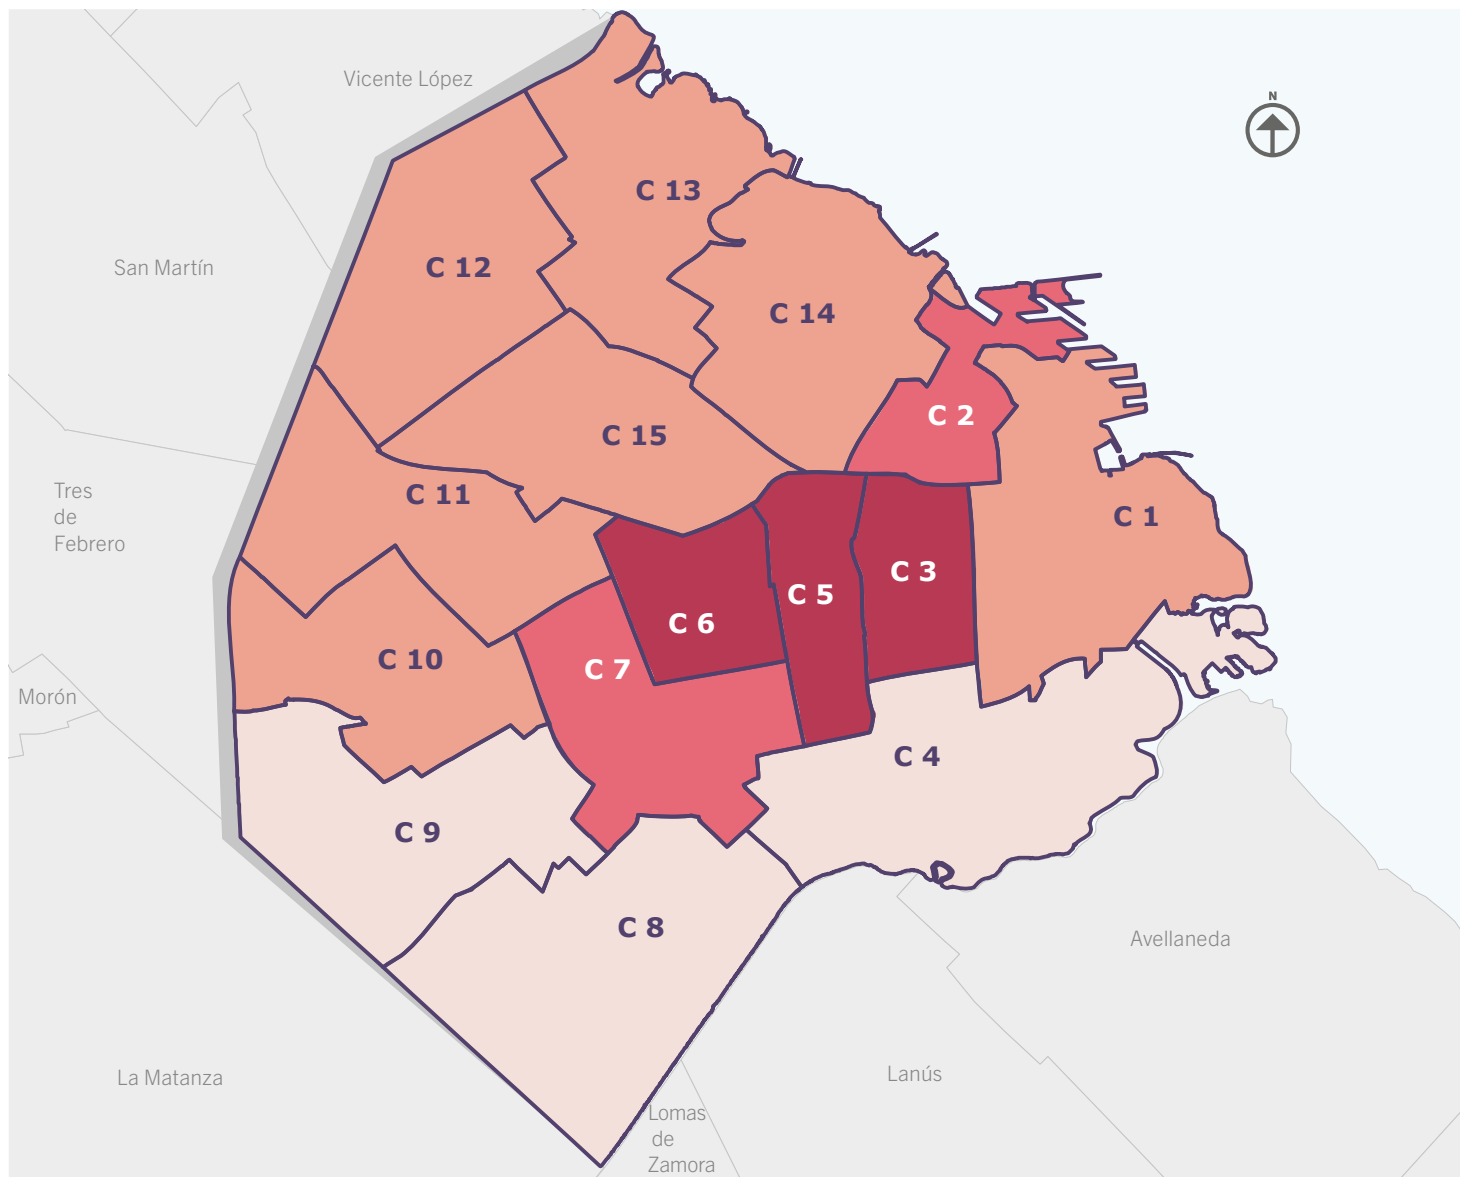 Vicente López
N
C 13
C 12
San Martín
C 14
C 2
C 15
Tres
de
Febrero
C 11
C 1
C 3
C 5
C 6
C 10
C 7
Morón
C 4
C 9
C 8
Avellaneda
La Matanza
Lanús
Lomas
de
Zamora